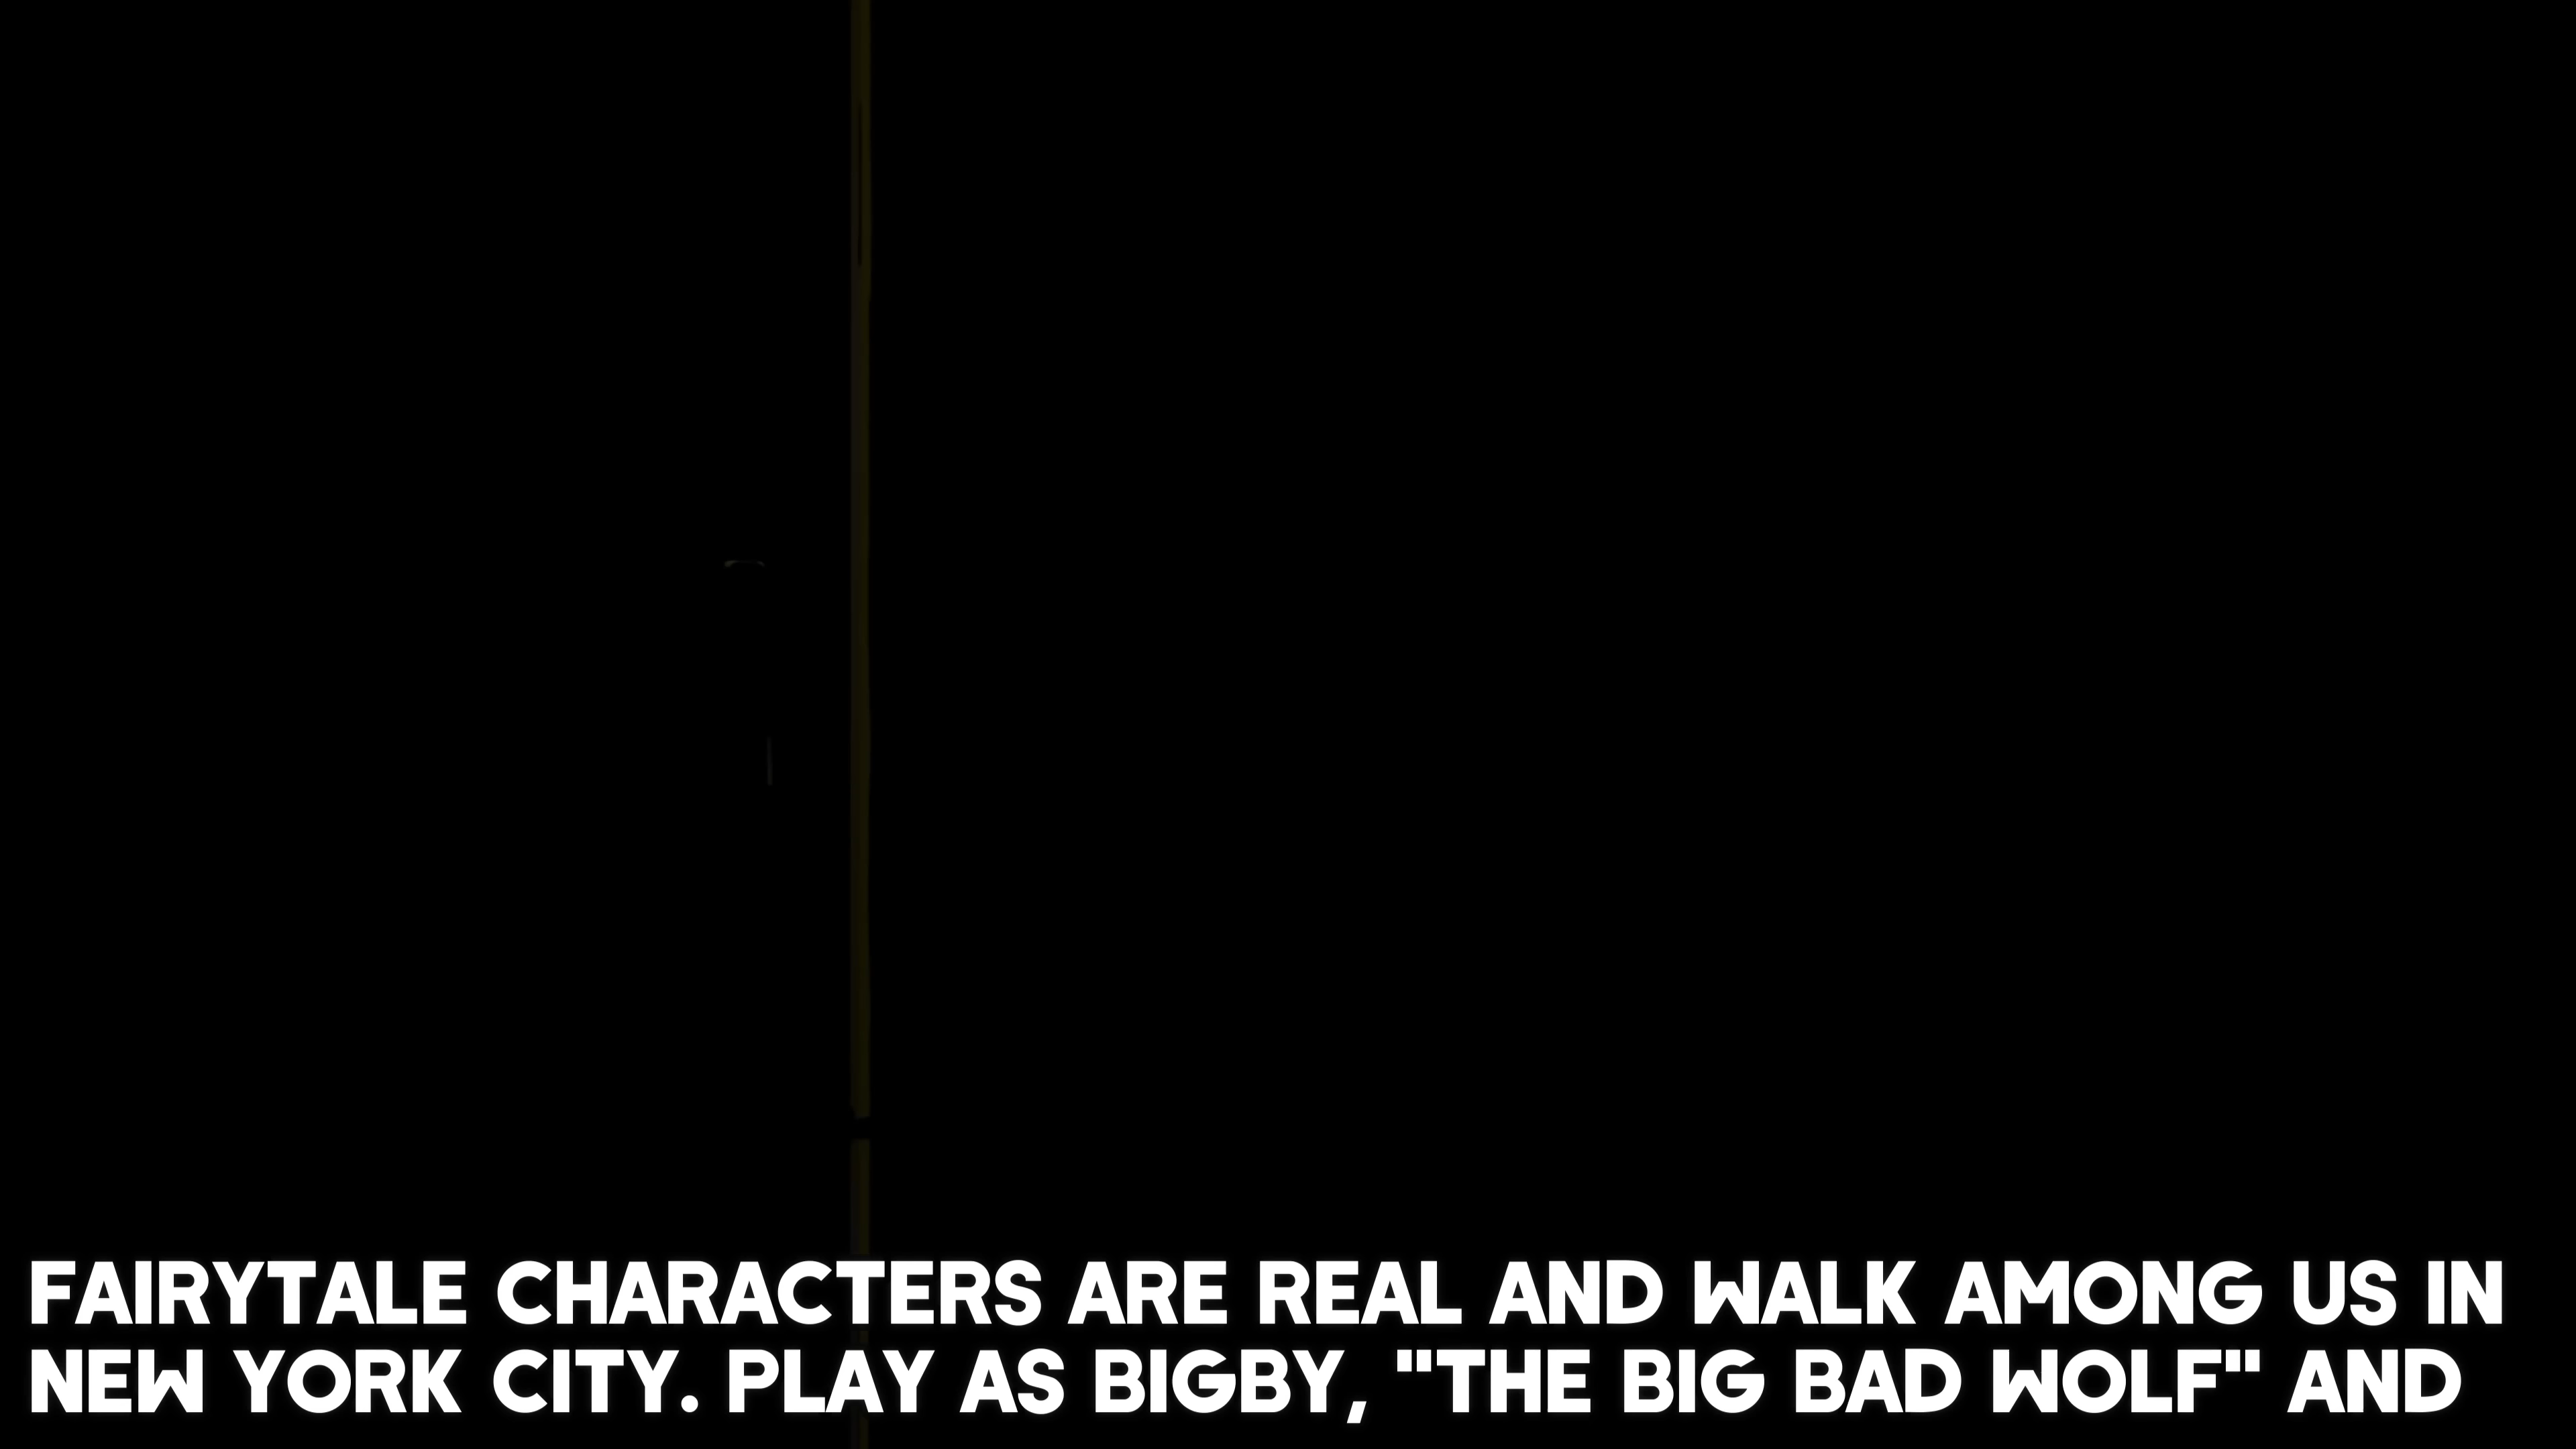 FAIRYTALE CHARACTERS ARE REAL AND WALK AMONG US IN
NEW YORK CITY. PLAY AS BIGBY, "THE BIG BAD WOLF" AND